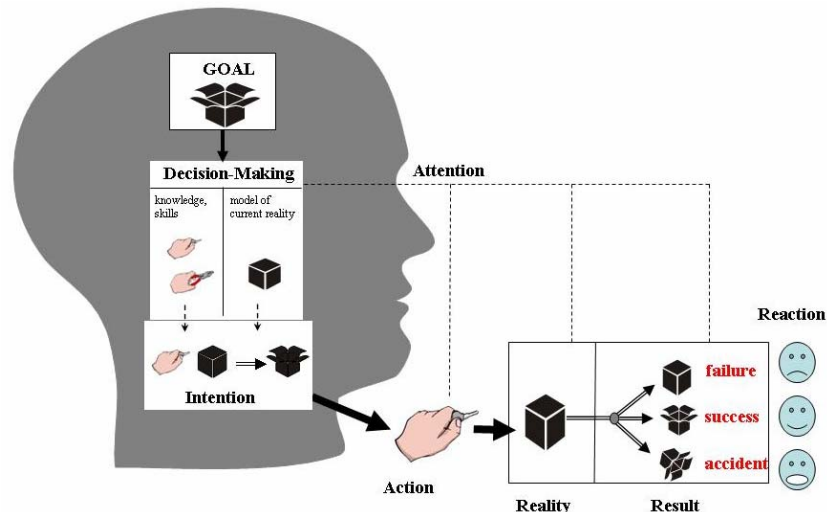 GOAL
Decision-Making
knowledge,
skills
model of
current reality
Intention
Attention
Action
Reaction
failure
success
accident
Reality
Result